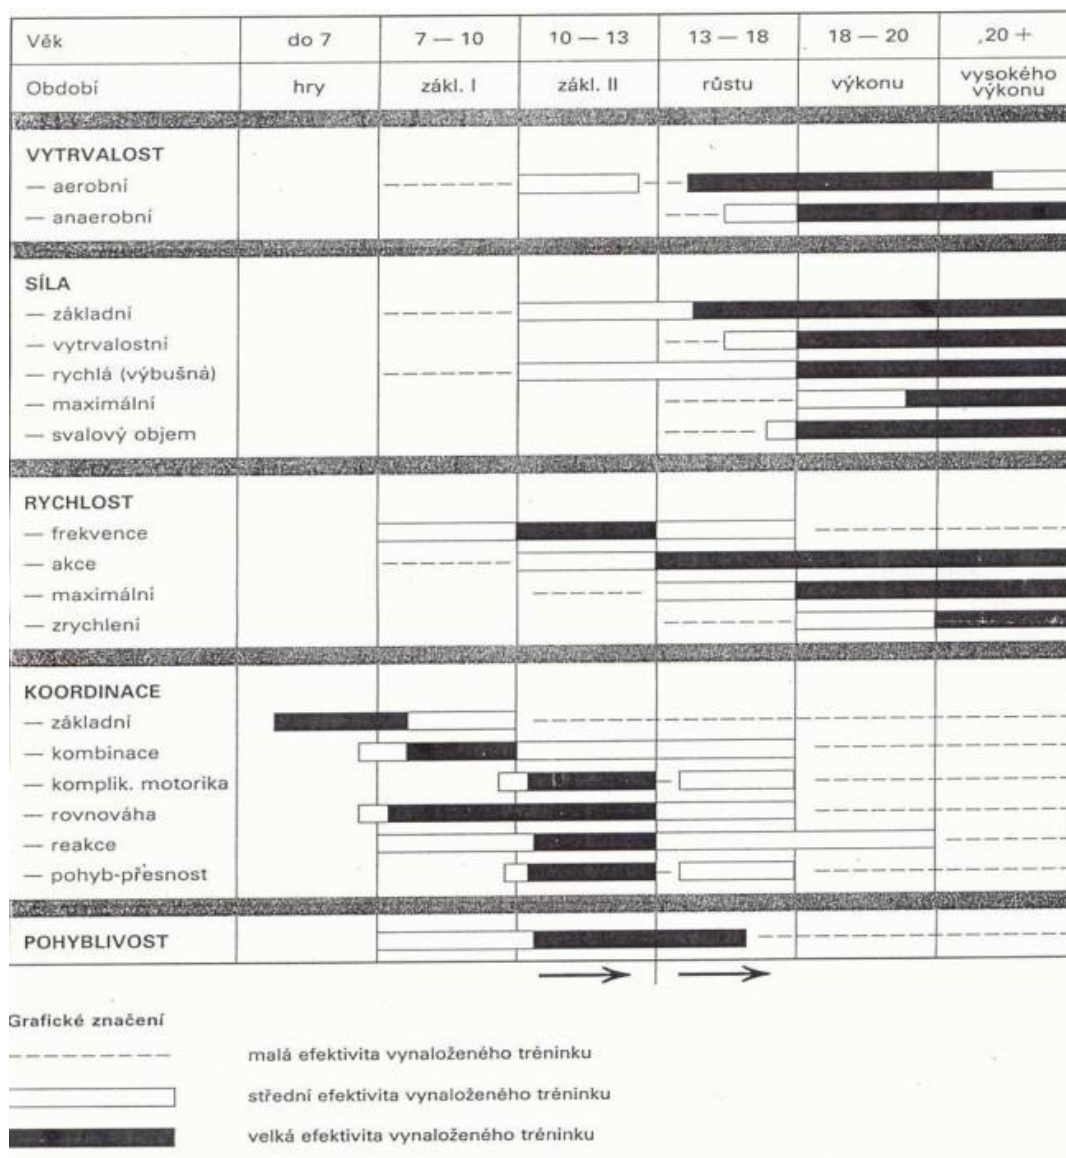 Věk do 7 7 — 10 10 — 13 13 — 18 18 — 20 ,20 +
Období hry zákl. I zákl. II růstu výkonu vysokého výkonu
VYTRVALOST
— aerobní
— anaerobní
SÍLA
— základní
— vytrvalostní
— rychlá (výbušná)
— maximální
— svalový objem
RYCHLOST
— frekvence
— akce
— maximální
— zrychlení
KOORDINACE
— základní
— kombinace
— komplik. motorika
— rovnováha
— reakce
— pohyb-přesnost
POHYBLIVOST
Grafické značení
malá efektivita vynaloženého tréninku
střední efektivita vynaloženého tréninku
velká efektivita vynaloženého tréninku